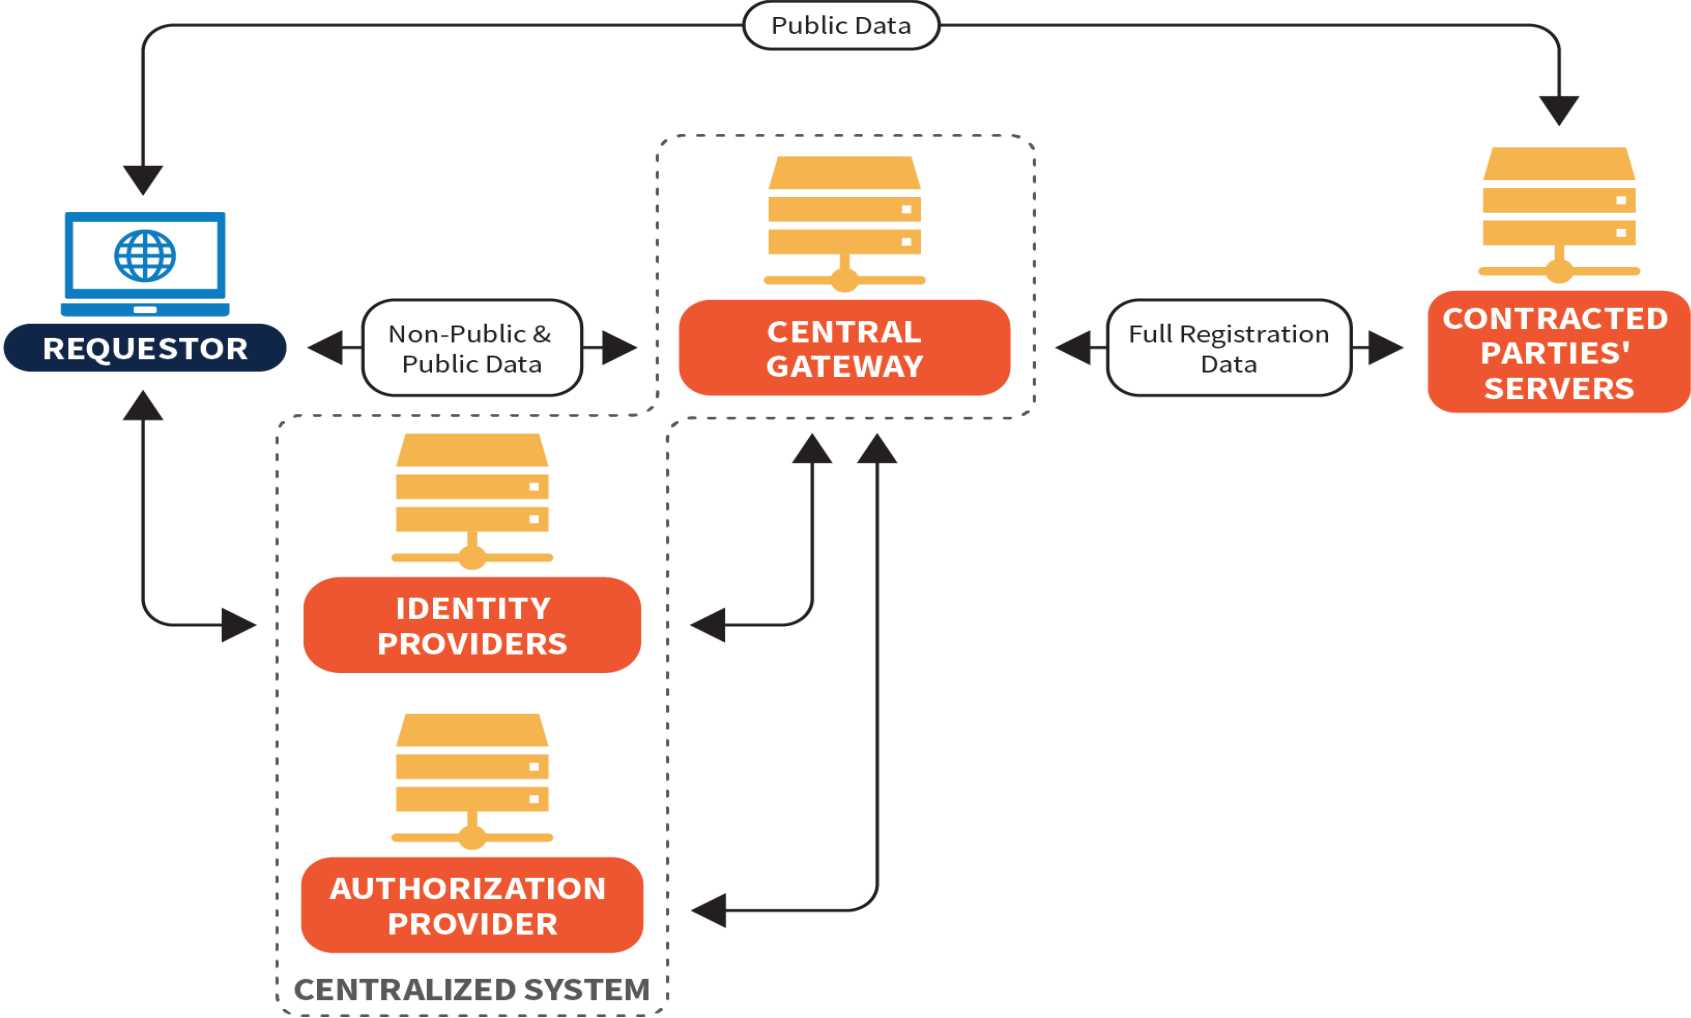 Public Data
REQUESTOR
Non-Public &
Public Data
CENTRAL
GATEWAY
Full Registration
Data
CONTRACTED
PARTIES'
SERVERS
IDENTITY
PROVIDERS
AUTHORIZATION
PROVIDER
CENTRALIZED SYSTEM